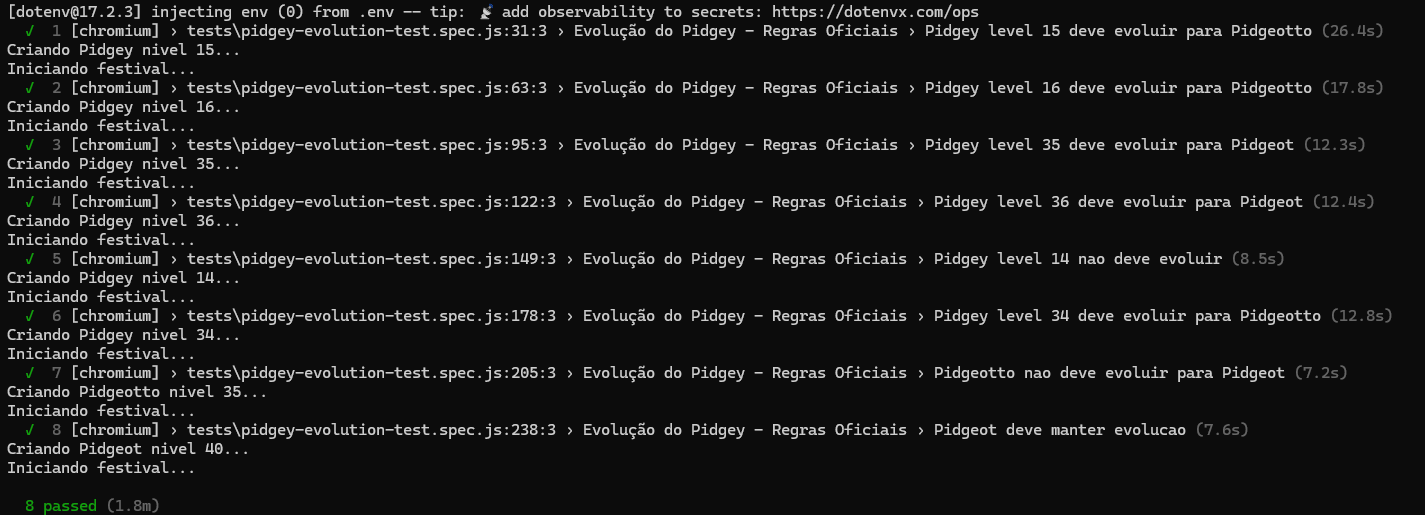 [dotenv@17.2.3] injecting env (0) from .env -- tip: 📡 add observability to secrets: https://dotenvx.com/ops
✓ 1 [chromium] › tests\pidgey-evolution-test.spec.js:31:3 › Evolução do Pidgey - Regras Oficiais › Pidgey level 15 deve evoluir para Pidgeotto (26.4s)
Criando Pidgey nivel 15...
Iniciando festival...
✓ 2 [chromium] › tests\pidgey-evolution-test.spec.js:63:3 › Evolução do Pidgey - Regras Oficiais › Pidgey level 16 deve evoluir para Pidgeotto (17.8s)
Criando Pidgey nivel 16...
Iniciando festival...
✓ 3 [chromium] › tests\pidgey-evolution-test.spec.js:95:3 › Evolução do Pidgey - Regras Oficiais › Pidgey level 35 deve evoluir para Pidgeot (12.3s)
Criando Pidgey nivel 35...
Iniciando festival...
✓ 4 [chromium] › tests\pidgey-evolution-test.spec.js:122:3 › Evolução do Pidgey - Regras Oficiais › Pidgey level 36 deve evoluir para Pidgeot (12.4s)
Criando Pidgey nivel 36...
Iniciando festival...
✓ 5 [chromium] › tests\pidgey-evolution-test.spec.js:149:3 › Evolução do Pidgey - Regras Oficiais › Pidgey level 14 nao deve evoluir (8.5s)
Criando Pidgey nivel 14...
Iniciando festival...
✓ 6 [chromium] › tests\pidgey-evolution-test.spec.js:178:3 › Evolução do Pidgey - Regras Oficiais › Pidgey level 34 deve evoluir para Pidgeotto (12.8s)
Criando Pidgey nivel 34...
Iniciando festival...
✓ 7 [chromium] › tests\pidgey-evolution-test.spec.js:205:3 › Evolução do Pidgey - Regras Oficiais › Pidgeotto nao deve evoluir para Pidgeot (7.2s)
Criando Pidgeotto nivel 35...
Iniciando festival...
✓ 8 [chromium] › tests\pidgey-evolution-test.spec.js:238:3 › Evolução do Pidgey - Regras Oficiais › Pidgeot deve manter evolucao (7.6s)
Criando Pidgeot nivel 40...
Iniciando festival...
8 passed (1.8m)